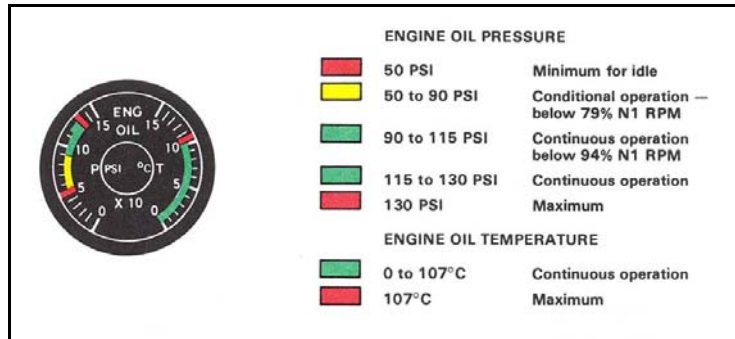 ENG
OIL
15 15
10 10
P PSI °C T
5 5
X 10
0 0
ENGINE OIL PRESSURE
50 PSI Minimum for idle
50 to 90 PSI Conditional operation —
below 79% N1 RPM
90 to 115 PSI Continuous operation
below 94% N1 RPM
115 to 130 PSI Continuous operation
130 PSI Maximum
ENGINE OIL TEMPERATURE
0 to 107°C Continuous operation
107°C Maximum